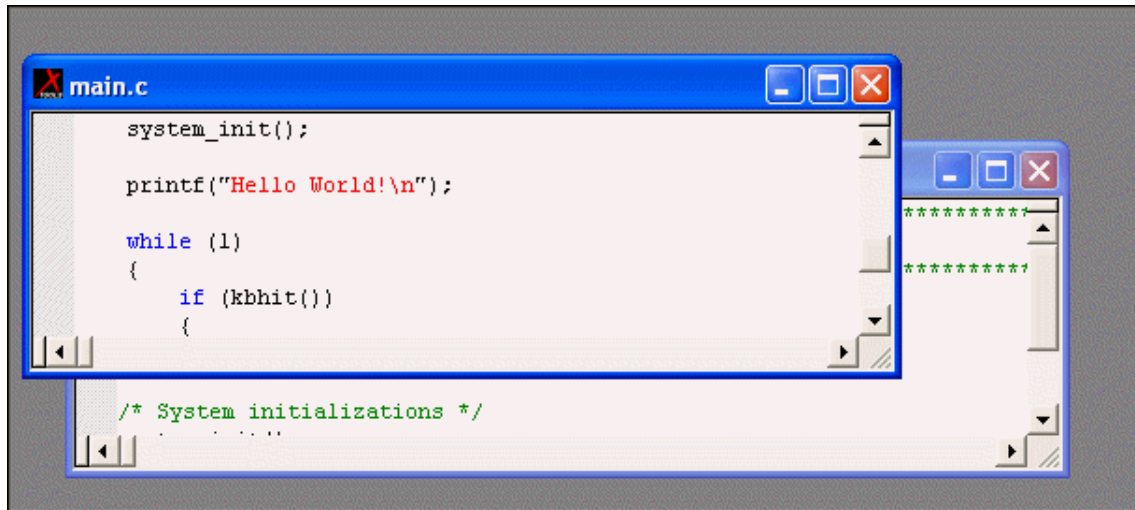 main.c
system_init();
printf("Hello World!\n");
while (1)
{
if (kbhit())
{
***********
***********
/* System initializations */